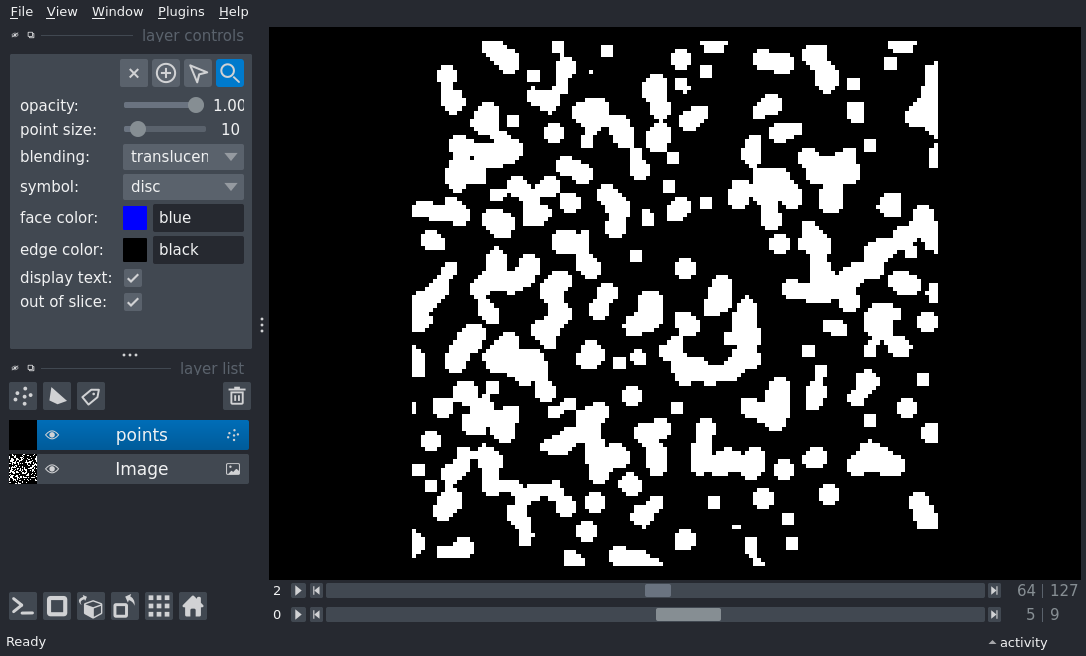 File View Window Plugins Help
layer controls
opacity: 1.00
point size: 10
blending: translucen
symbol: disc
face color: blue
edge color: black
display text:
out of slice:
layer list
points
Image
2 64 | 127
0 5 | 9
Ready activity